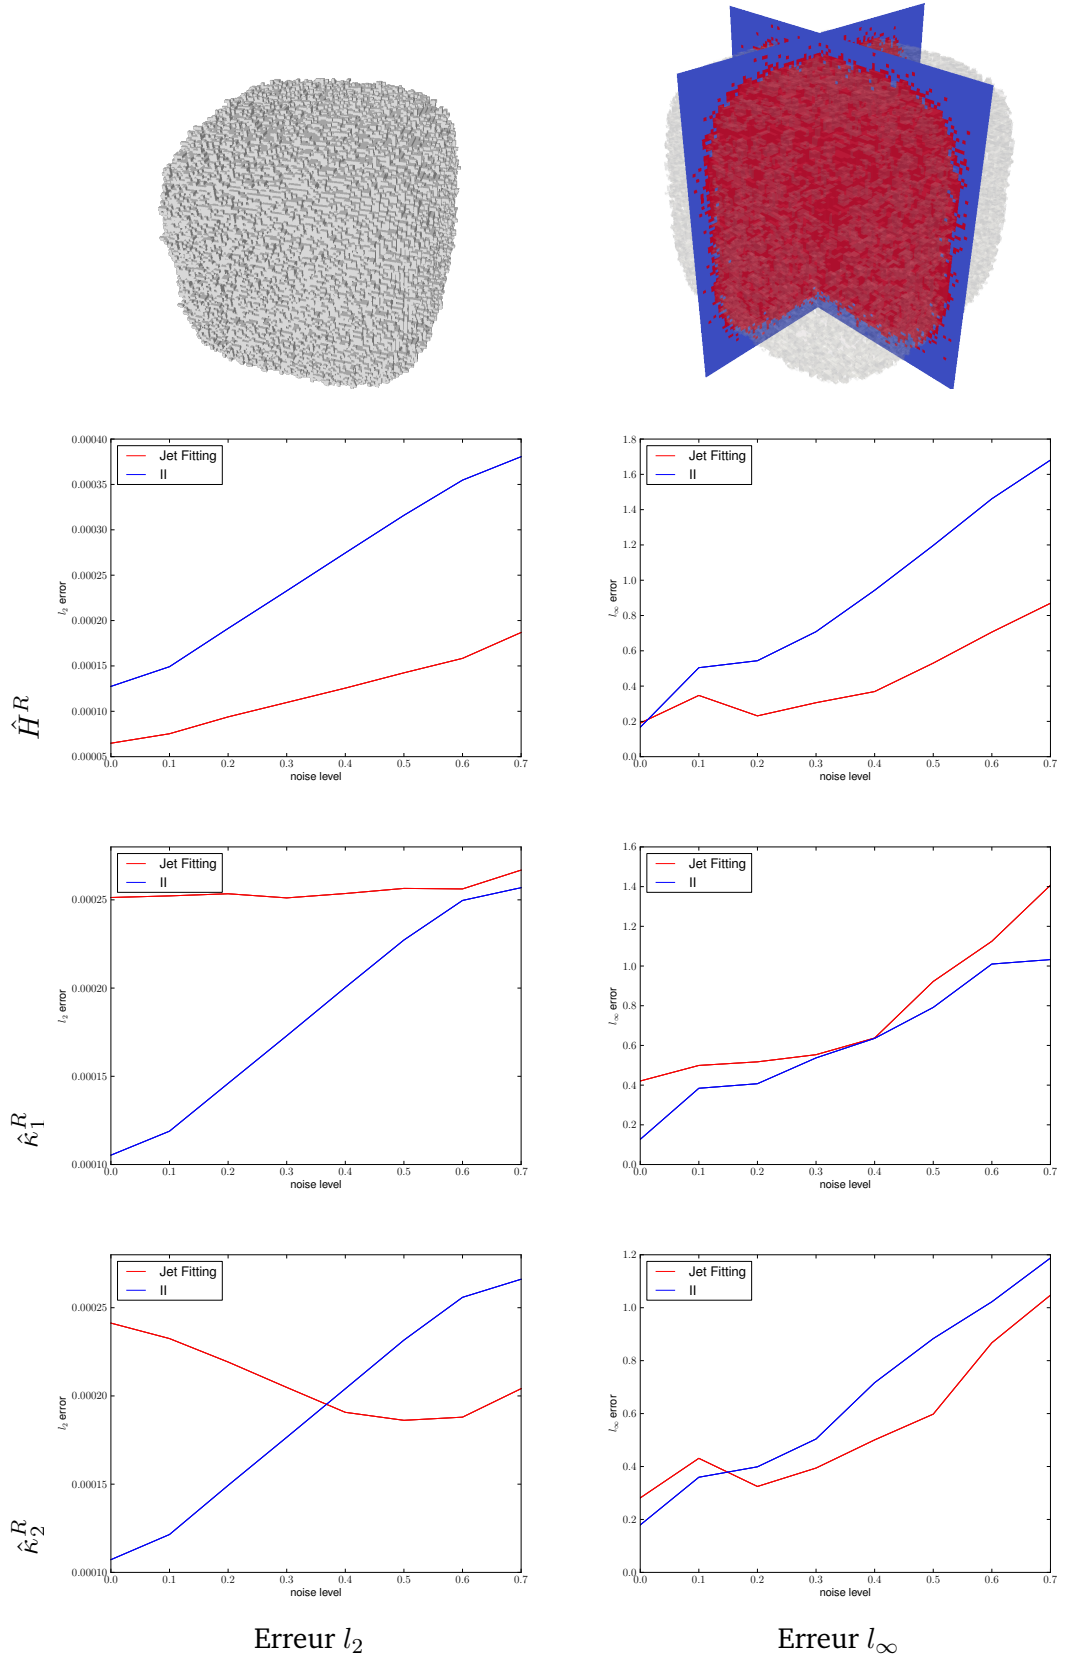 0.00040
0.00035
0.00030
0.00025
0.00020
0.00015
0.00010
0.00005
0.0 0.1 0.2 0.3 0.4 0.5 0.6 0.7
noise level
l₂ error
Jet Fitting
II
Ĥᴿ
1.8
1.6
1.4
1.2
1.0
0.8
0.6
0.4
0.2
0.0
0.0 0.1 0.2 0.3 0.4 0.5 0.6 0.7
noise level
l∞ error
Jet Fitting
II
0.00025
0.00020
0.00015
0.00010
0.0 0.1 0.2 0.3 0.4 0.5 0.6 0.7
noise level
l₂ error
Jet Fitting
II
κ̂₁ᴿ
1.6
1.4
1.2
1.0
0.8
0.6
0.4
0.2
0.0
0.0 0.1 0.2 0.3 0.4 0.5 0.6 0.7
noise level
l∞ error
Jet Fitting
II
0.00025
0.00020
0.00015
0.00010
0.0 0.1 0.2 0.3 0.4 0.5 0.6 0.7
noise level
l₂ error
Jet Fitting
II
κ̂₂ᴿ
1.2
1.0
0.8
0.6
0.4
0.2
0.0
0.0 0.1 0.2 0.3 0.4 0.5 0.6 0.7
noise level
l∞ error
Jet Fitting
II
Erreur l₂
Erreur l∞